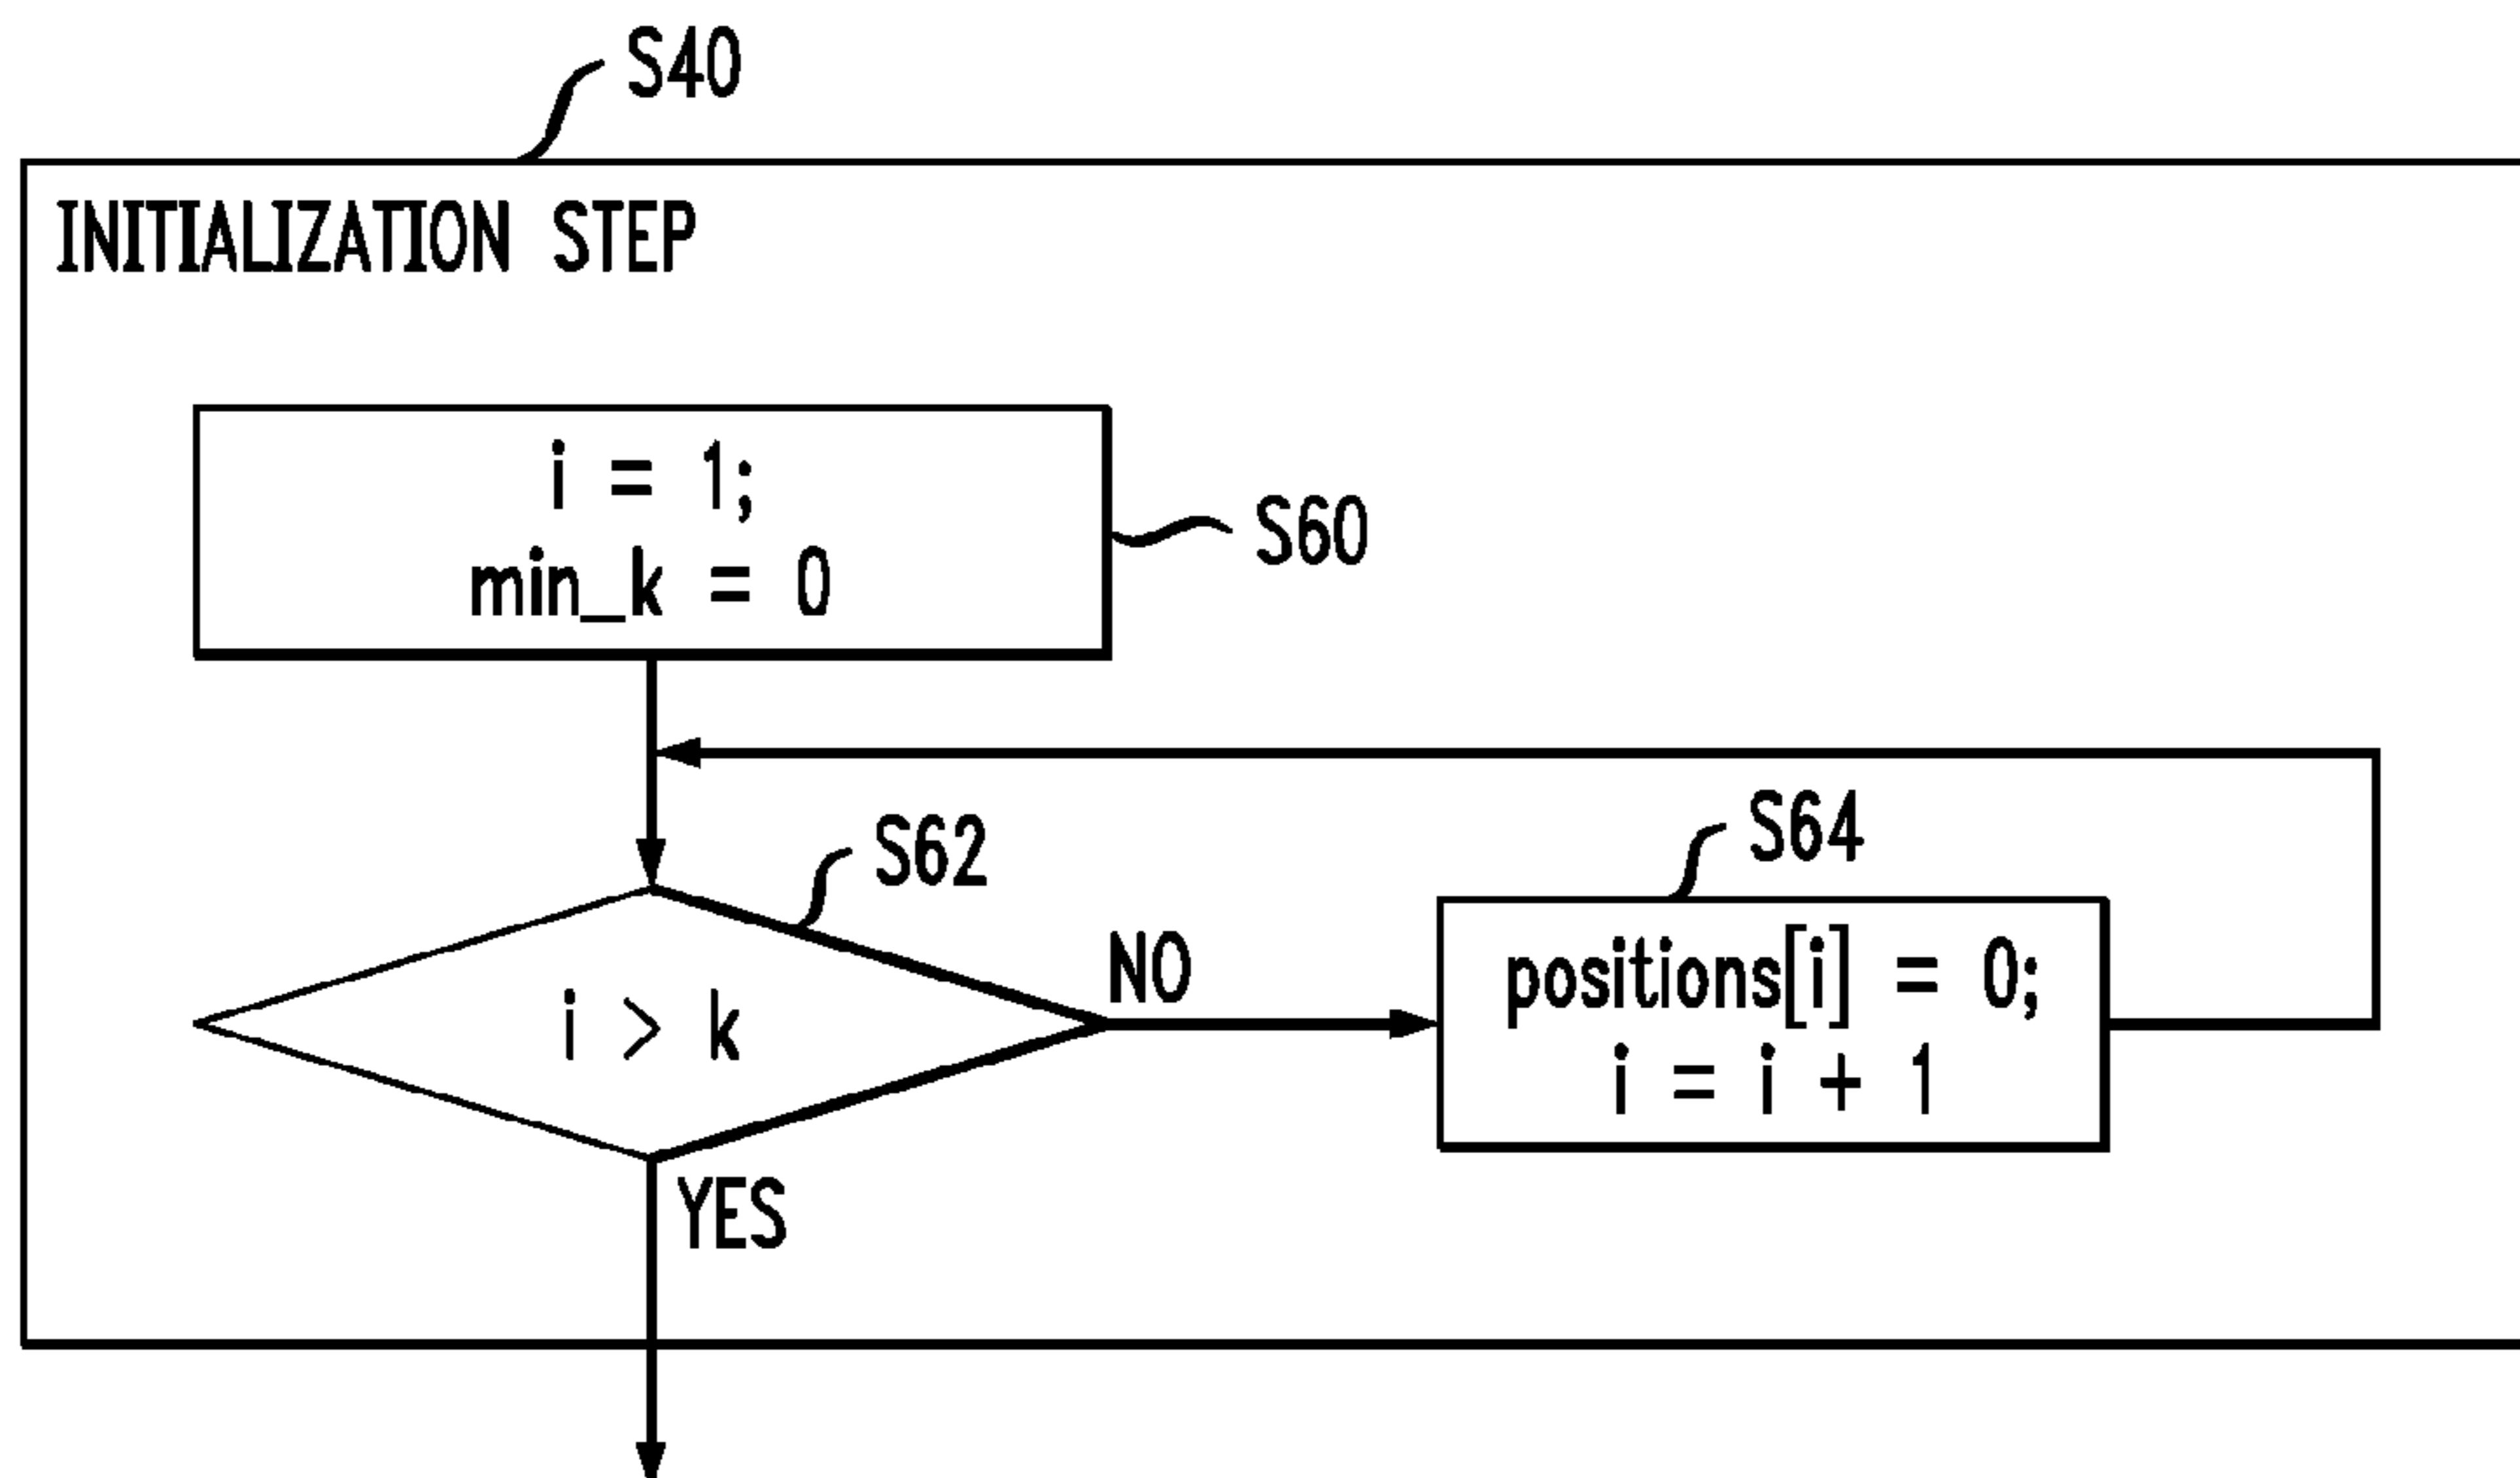 S40
INITIALIZATION STEP
i = 1;
min_k = 0
S60
S62
i > k
NO
S64
positions[i] = 0;
i = i + 1
YES